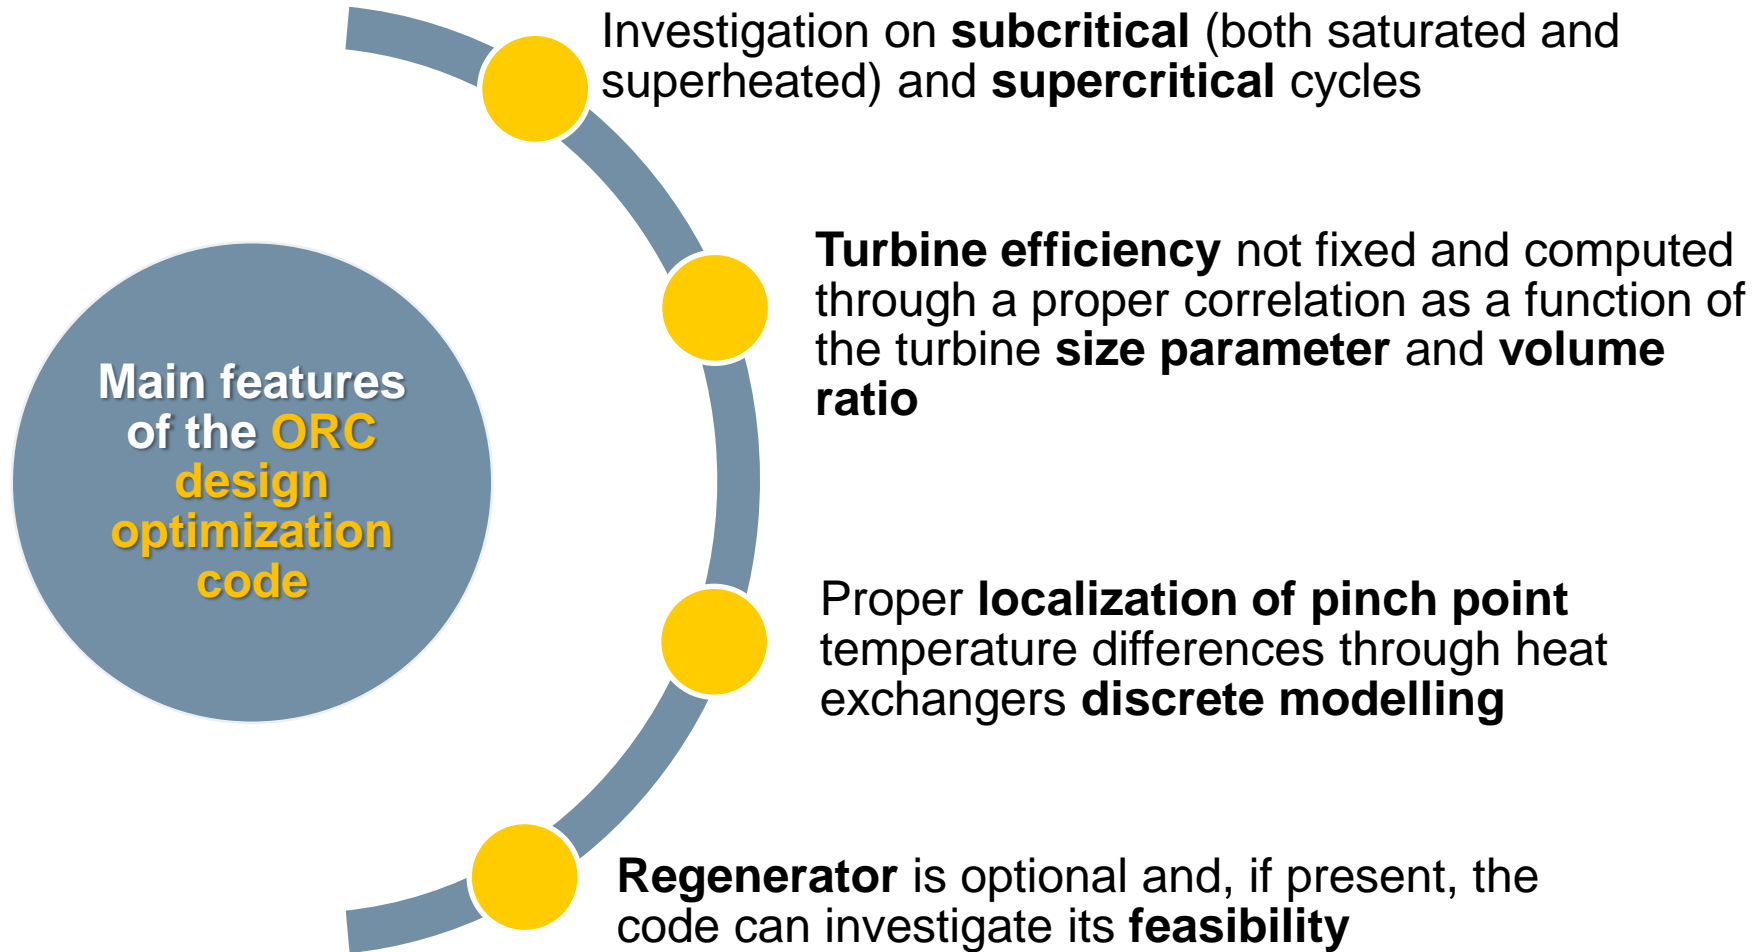 Investigation on subcritical (both saturated and
superheated) and supercritical cycles
Turbine efficiency not fixed and computed
through a proper correlation as a function of
the turbine size parameter and volume
ratio
Main features
of the ORC
design
optimization
code
Proper localization of pinch point
temperature differences through heat
exchangers discrete modelling
Regenerator is optional and, if present, the
code can investigate its feasibility